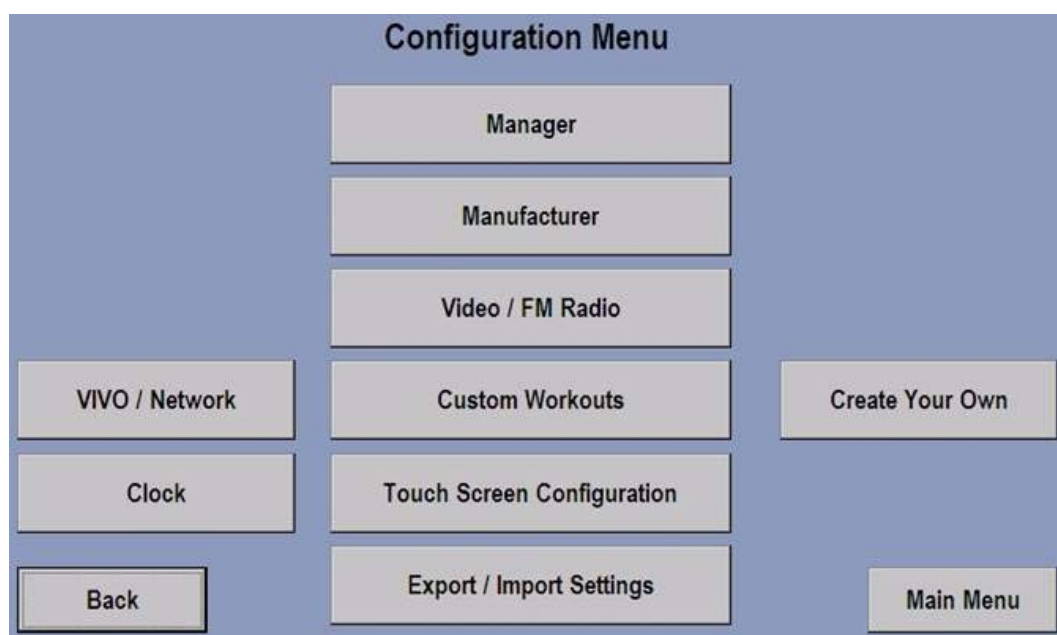 Configuration Menu
Manager
Manufacturer
Video / FM Radio
VIVO / Network
Custom Workouts
Create Your Own
Clock
Touch Screen Configuration
Back
Export / Import Settings
Main Menu